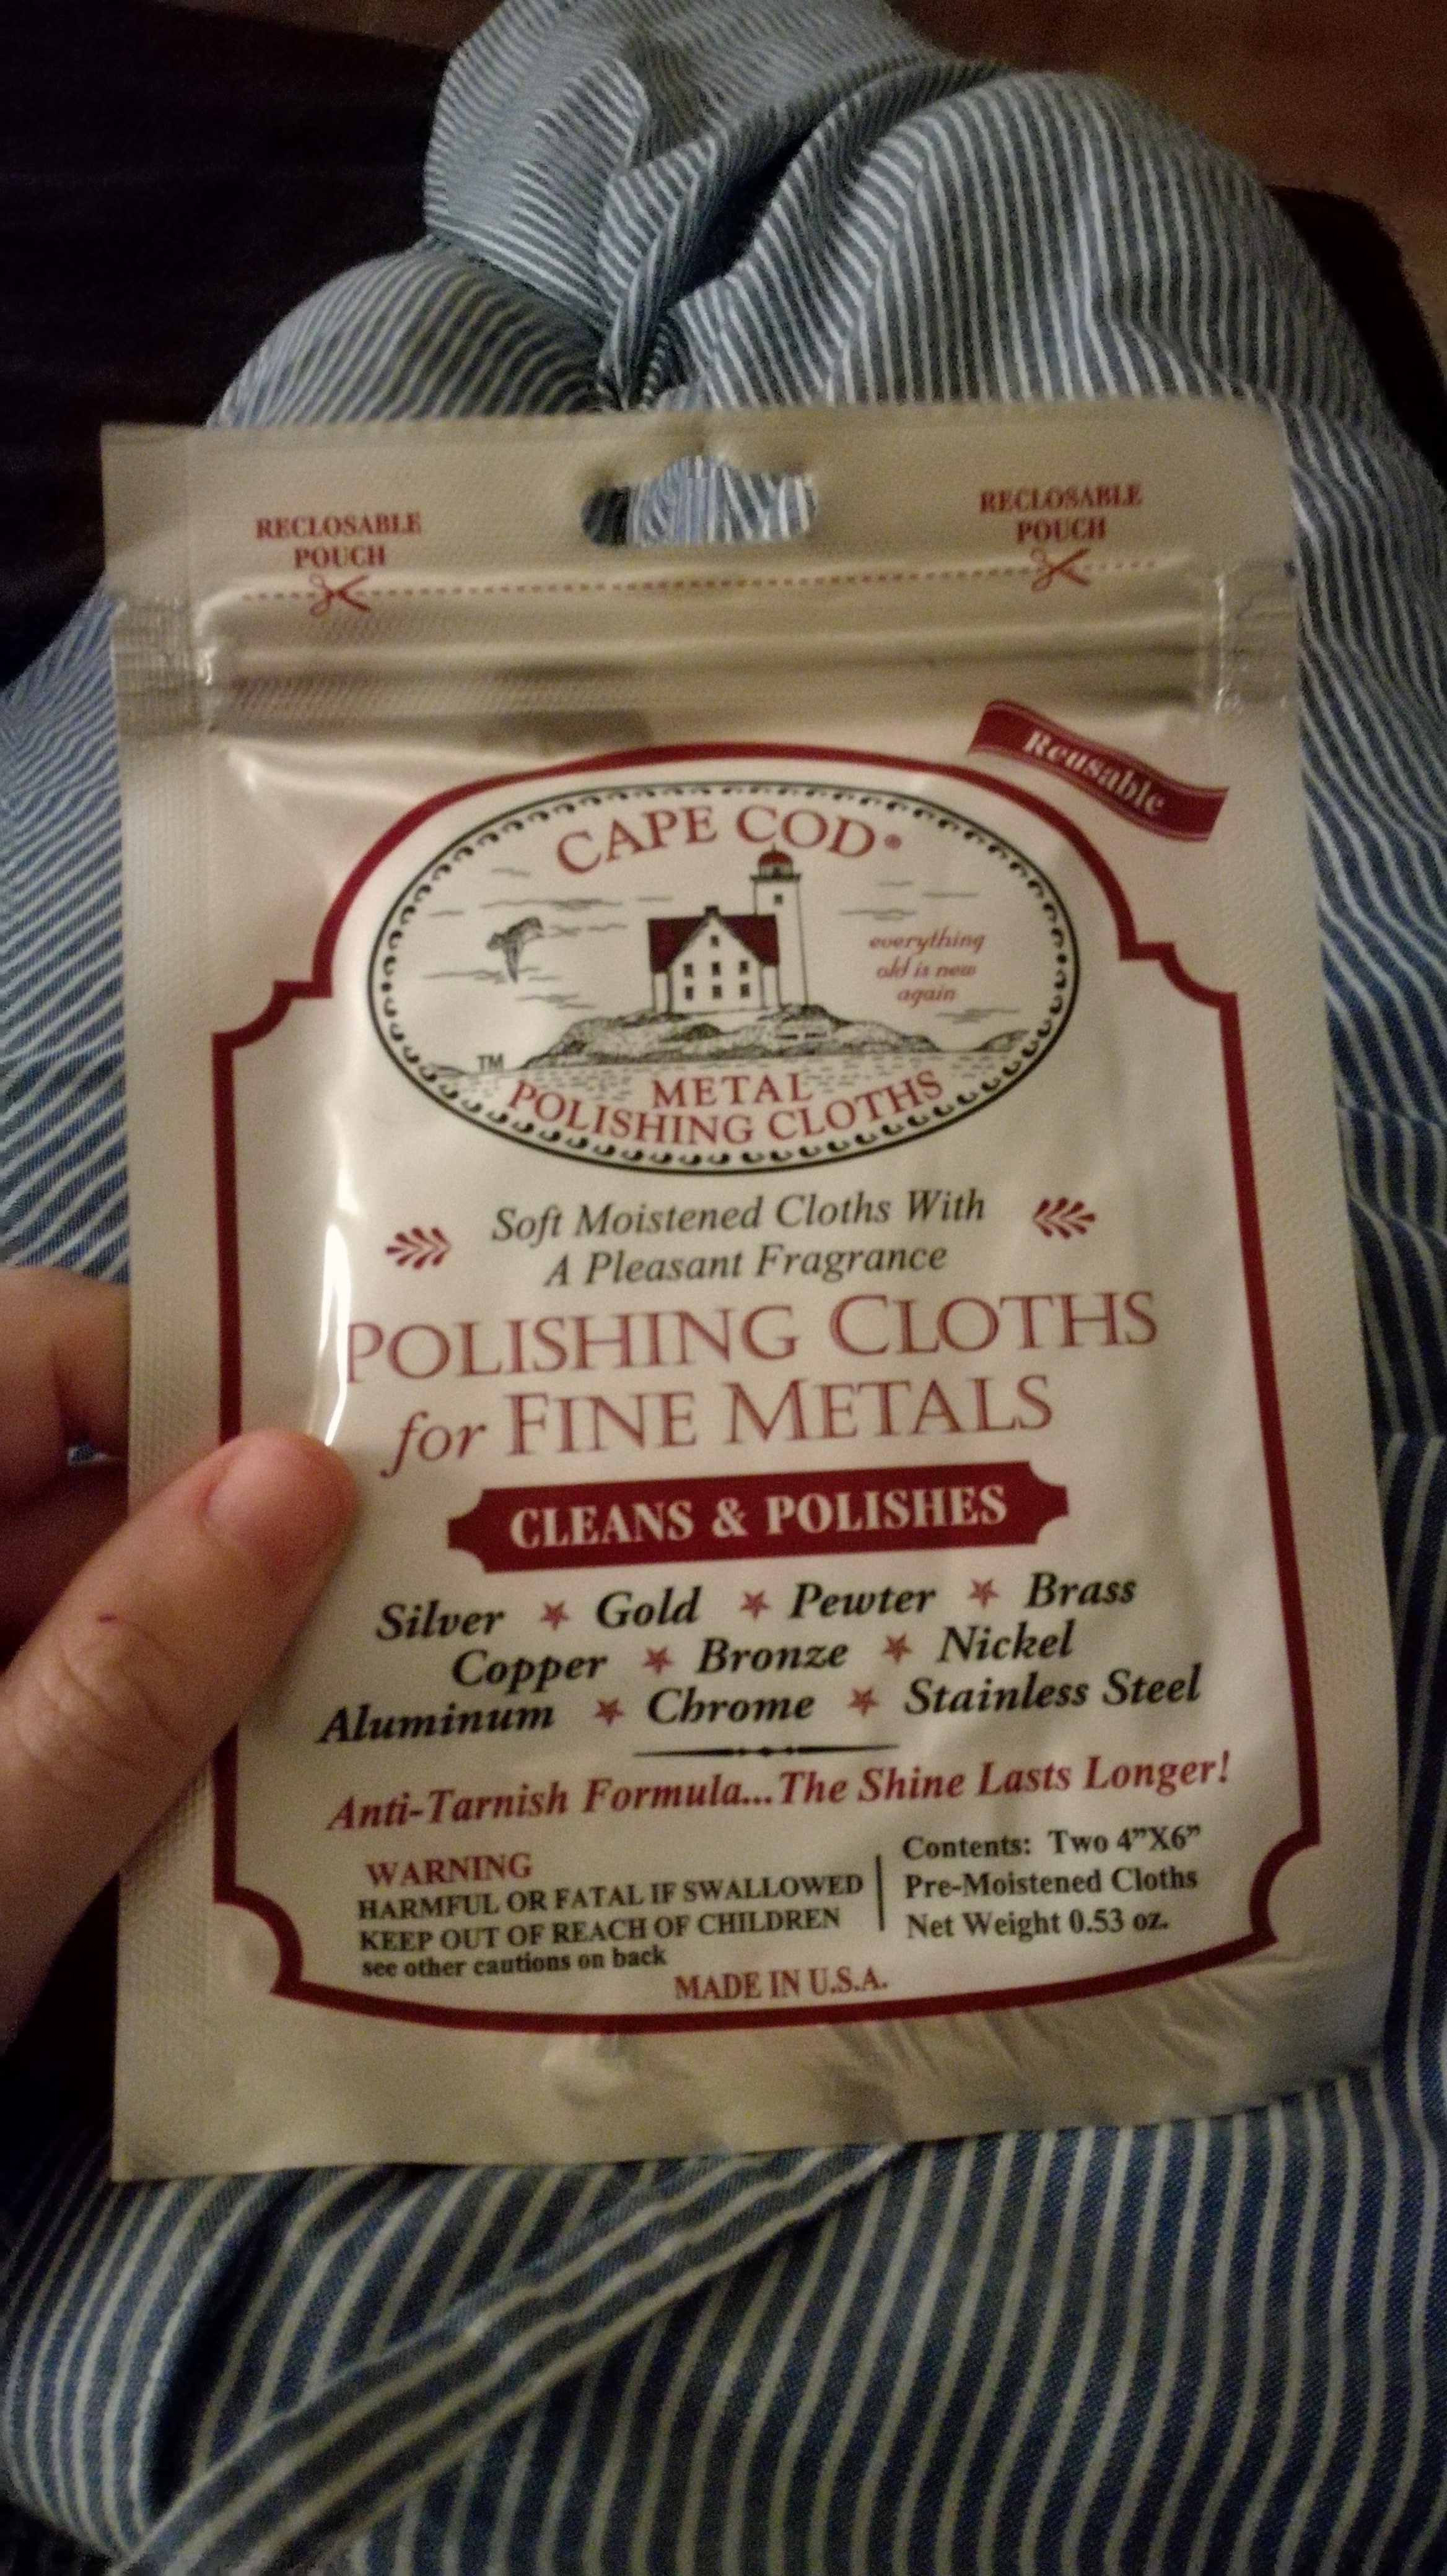 RECLOSABLE
POUCH
RECLOSABLE
POUCH
Reusable
CAPE COD®
everything
old is new
again
TM
METAL
POLISHING CLOTHS
Soft Moistened Cloths With
A Pleasant Fragrance
POLISHING CLOTHS
for FINE METALS
CLEANS & POLISHES
Silver ★ Gold ★ Pewter ★ Brass
Copper ★ Bronze ★ Nickel
Aluminum ★ Chrome ★ Stainless Steel
Anti-Tarnish Formula...The Shine Lasts Longer!
WARNING
HARMFUL OR FATAL IF SWALLOWED
KEEP OUT OF REACH OF CHILDREN
see other cautions on back
Contents: Two 4”X6”
Pre-Moistened Cloths
Net Weight 0.53 oz.
MADE IN U.S.A.